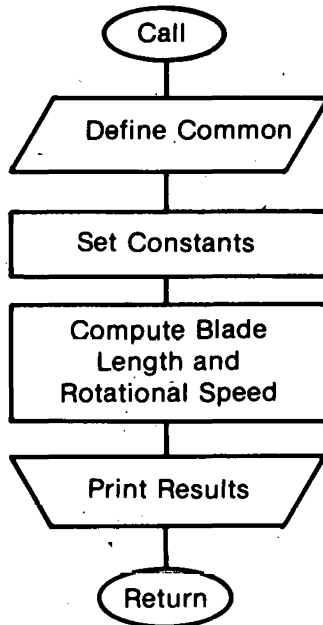 Call
Define Common
Set Constants
Compute Blade
Length and
Rotational Speed
Print Results
Return